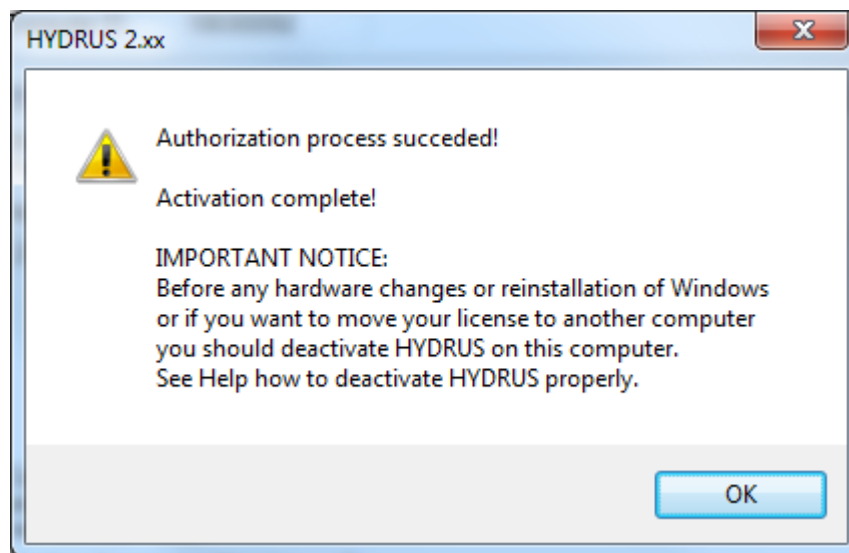 HYDRUS 2.xx
Authorization process succeded!
Activation complete!
IMPORTANT NOTICE:
Before any hardware changes or reinstallation of Windows
or if you want to move your license to another computer
you should deactivate HYDRUS on this computer.
See Help how to deactivate HYDRUS properly.
OK